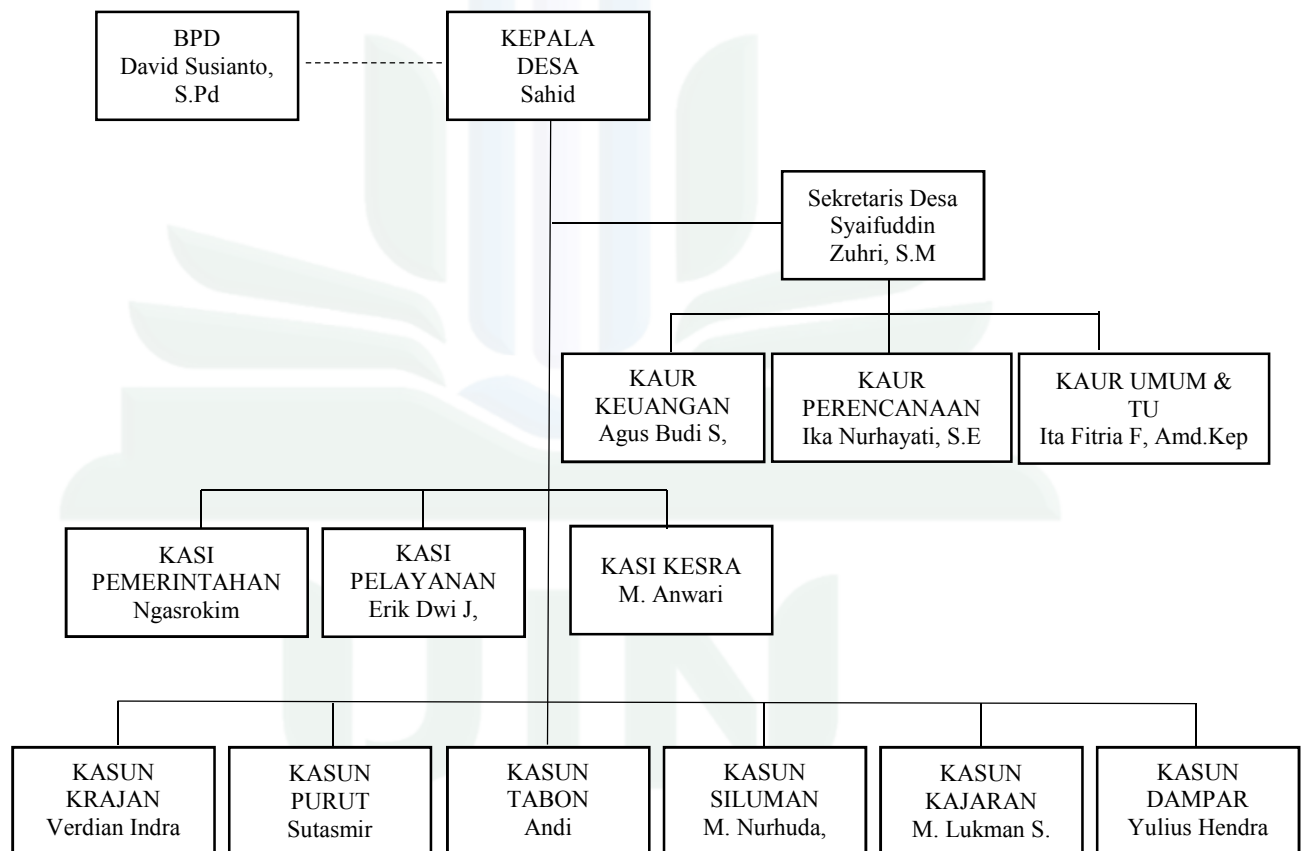 BPD
David Susianto,
S.Pd
KEPALA
DESA
Sahid
Sekretaris Desa
Syaifuddin
Zuhri, S.M
KAUR
KEUANGAN
Agus Budi S,
KAUR
PERENCANAAN
Ika Nurhayati, S.E
KAUR UMUM &
TU
Ita Fitria F, Amd.Kep
KASI
PEMERINTAHAN
Ngasrokim
KASI
PELAYANAN
Erik Dwi J,
KASI KESRA
M. Anwari
KASUN
KRAJAN
Verdian Indra
KASUN
PURUT
Sutasmir
KASUN
TABON
Andi
KASUN
SILUMAN
M. Nurhuda,
KASUN
KAJARAN
M. Lukman S.
KASUN
DAMPAR
Yulius Hendra
UIN